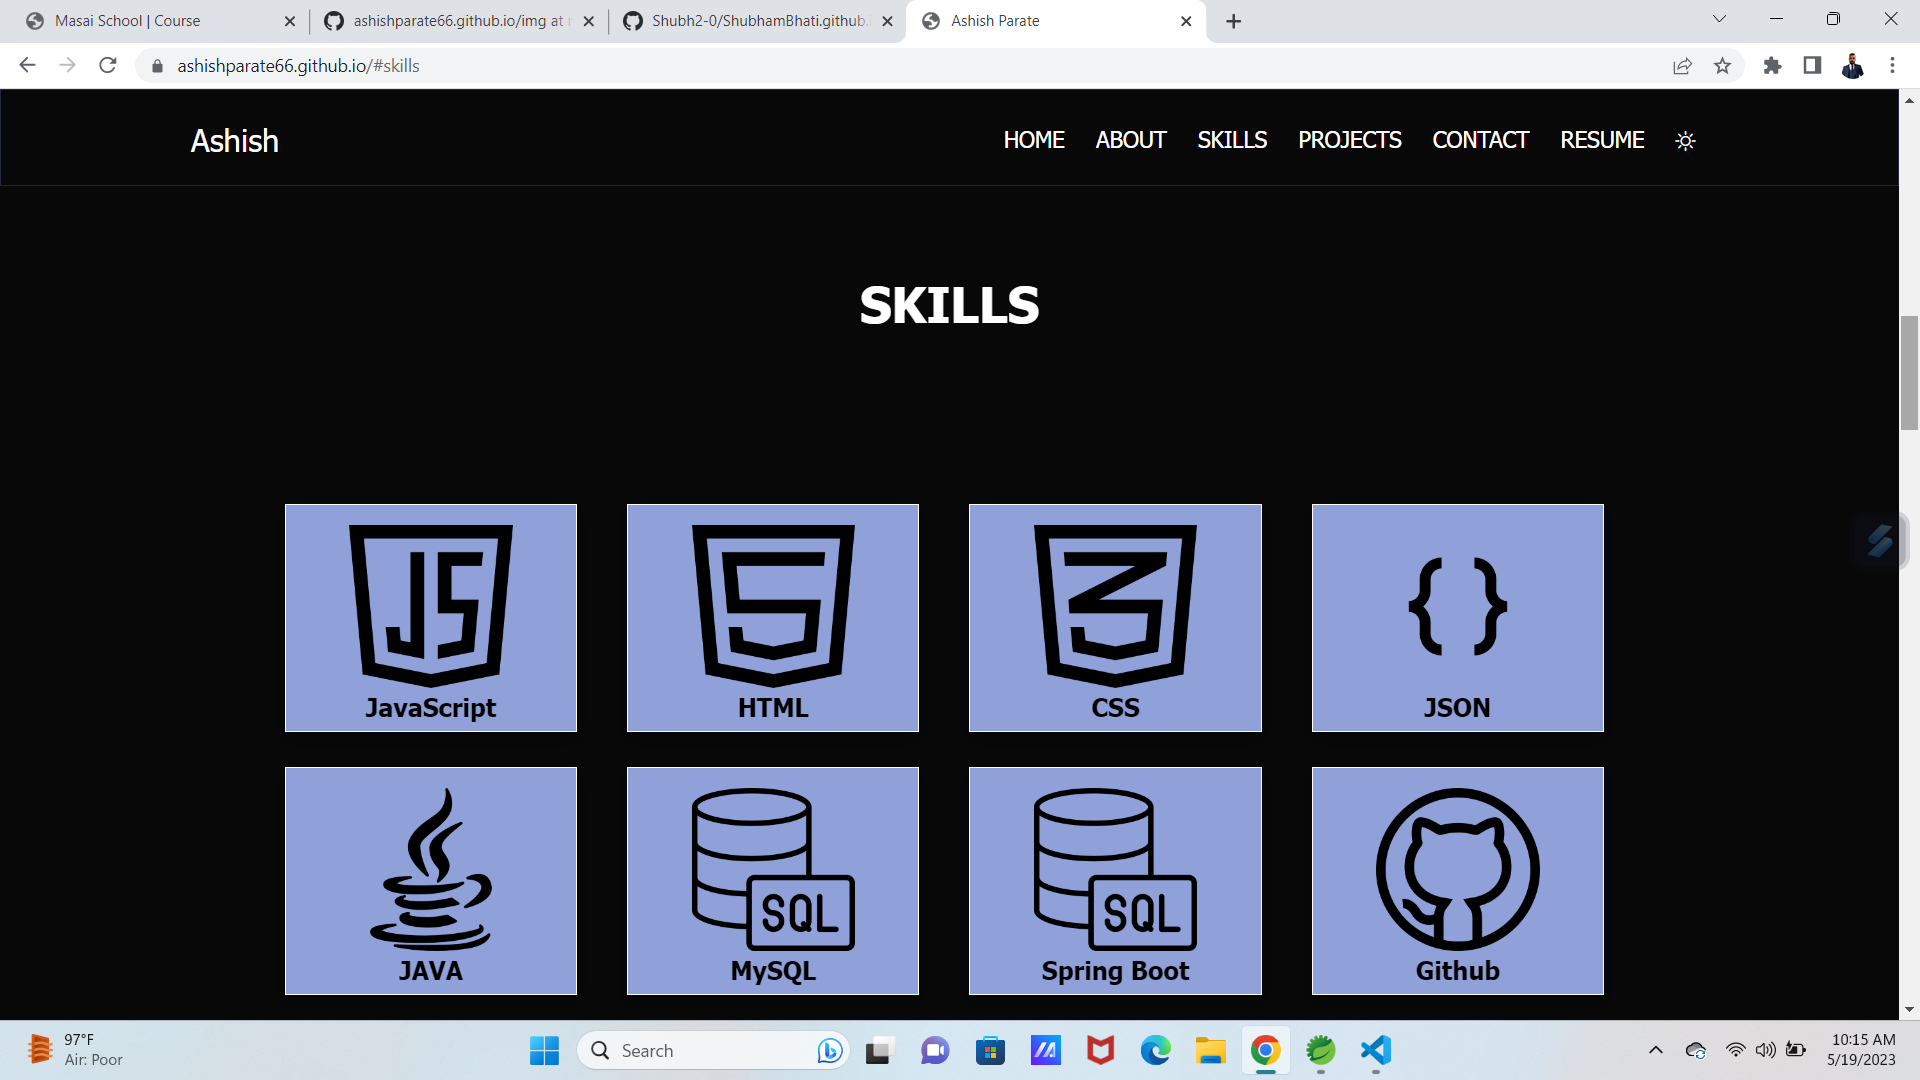 Masai School | Course
ashishparate66.github.io/img at
Shubh2-0/ShubhamBhati.github.
Ashish Parate
ashishparate66.github.io/#skills
Ashish
HOME ABOUT SKILLS PROJECTS CONTACT RESUME
SKILLS
JS
{ }
JavaScript HTML CSS JSON
SQL SQL
JAVA MySQL Spring Boot Github
97°F
Air: Poor
Search
10:15 AM
5/19/2023